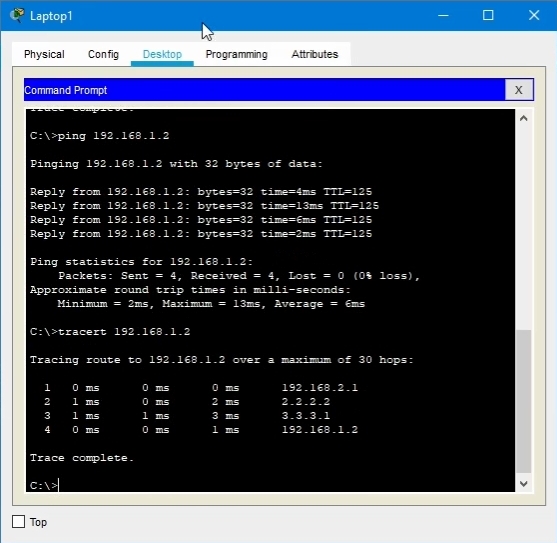 Laptop1
Physical Config Desktop Programming Attributes
Command Prompt X
Trace complete.
C:\>ping 192.168.1.2
Pinging 192.168.1.2 with 32 bytes of data:
Reply from 192.168.1.2: bytes=32 time=4ms TTL=125
Reply from 192.168.1.2: bytes=32 time=13ms TTL=125
Reply from 192.168.1.2: bytes=32 time=6ms TTL=125
Reply from 192.168.1.2: bytes=32 time=2ms TTL=125
Ping statistics for 192.168.1.2:
Packets: Sent = 4, Received = 4, Lost = 0 (0% loss),
Approximate round trip times in milli-seconds:
Minimum = 2ms, Maximum = 13ms, Average = 6ms
C:\>tracert 192.168.1.2
Tracing route to 192.168.1.2 over a maximum of 30 hops:
1 0 ms 0 ms 0 ms 192.168.2.1
2 1 ms 0 ms 2 ms 2.2.2.2
3 1 ms 1 ms 3 ms 3.3.3.1
4 0 ms 0 ms 1 ms 192.168.1.2
Trace complete.
C:\>
Top